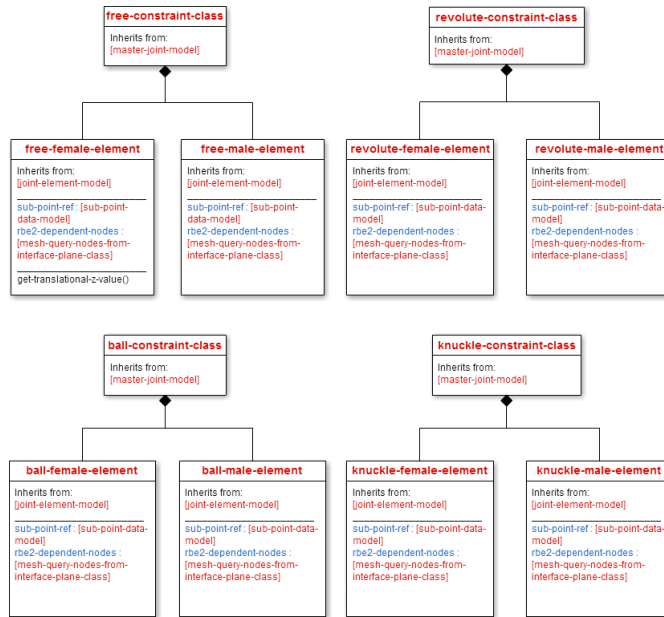 free-constraint-class
Inherits from:
[master-joint-model]
revolute-constraint-class
Inherits from:
[master-joint-model]
free-female-element
Inherits from:
[joint-element-model]
sub-point-ref : [sub-point-
data-model]
rbe2-dependent-nodes :
[mesh-query-nodes-from-
interface-plane-class]
get-translational-z-value()
free-male-element
Inherits from:
[joint-element-model]
sub-point-ref : [sub-point-
data-model]
rbe2-dependent-nodes :
[mesh-query-nodes-from-
interface-plane-class]
revolute-female-element
Inherits from:
[joint-element-model]
sub-point-ref : [sub-point-data-
model]
rbe2-dependent-nodes :
[mesh-query-nodes-from-
interface-plane-class]
revolute-male-element
Inherits from:
[joint-element-model]
sub-point-ref : [sub-point-data-
model]
rbe2-dependent-nodes :
[mesh-query-nodes-from-
interface-plane-class]
ball-constraint-class
Inherits from:
[master-joint-model]
knuckle-constraint-class
Inherits from:
[master-joint-model]
ball-female-element
Inherits from:
[joint-element-model]
sub-point-ref : [sub-point-data-
model]
rbe2-dependent-nodes :
[mesh-query-nodes-from-
interface-plane-class]
ball-male-element
Inherits from:
[joint-element-model]
sub-point-ref : [sub-point-data-
model]
rbe2-dependent-nodes :
[mesh-query-nodes-from-
interface-plane-class]
knuckle-female-element
Inherits from:
[joint-element-model]
sub-point-ref : [sub-point-data-
model]
rbe2-dependent-nodes :
[mesh-query-nodes-from-
interface-plane-class]
knuckle-male-element
Inherits from:
[joint-element-model]
sub-point-ref : [sub-point-data-
model]
rbe2-dependent-nodes :
[mesh-query-nodes-from-
interface-plane-class]